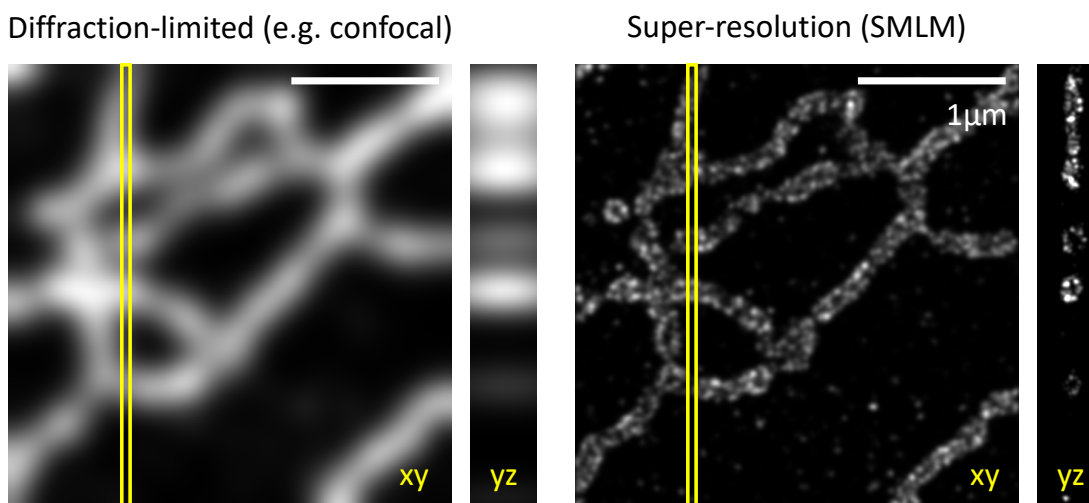 Diffraction-limited (e.g. confocal)
Super-resolution (SMLM)
1μm
xy
yz
xy
yz